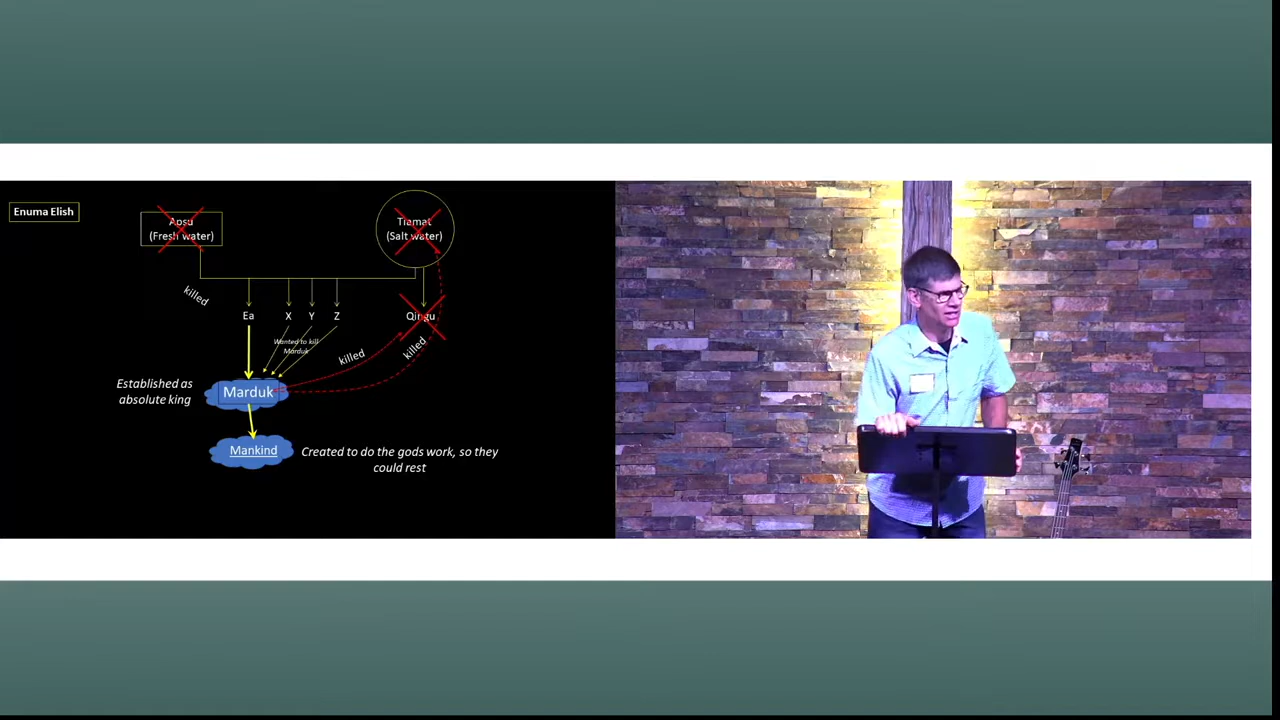 Enuma Elish
Apsu
(Fresh water)
Tiamat
(Salt water)
killed
Ea
X
Y
Z
Qingu
Wanted to kill
Marduk
killed
killed
Established as
absolute king
Marduk
Mankind
Created to do the gods work, so they
could rest